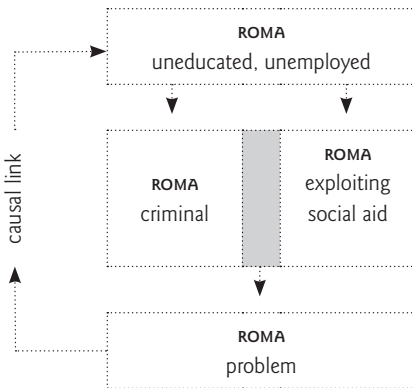 ROMA
uneducated, unemployed
causal link
ROMA
criminal
ROMA
exploiting
social aid
ROMA
problem